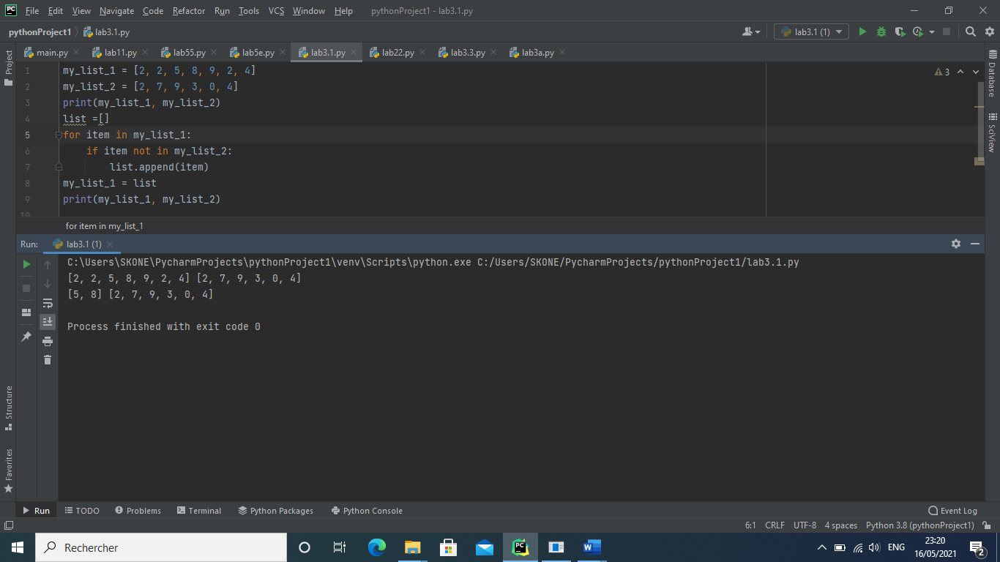 PC File Edit View Navigate Code Refactor Run Tools VCS Window Help pythonProject1 - lab3.1.py
pythonProject1 lab3.1.py lab3.1 (1)
main.py lab11.py lab55.py lab5e.py lab3.1.py lab22.py lab3.3.py lab3a.py
Project
Database
SciView
3
1 my_list_1 = [2, 2, 5, 8, 9, 2, 4]
2 my_list_2 = [2, 7, 9, 3, 0, 4]
3 print(my_list_1, my_list_2)
4 list =[]
5 for item in my_list_1:
6 if item not in my_list_2:
7 list.append(item)
8 my_list_1 = list
9 print(my_list_1, my_list_2)
10
for item in my_list_1
Run: lab3.1 (1)
C:\Users\SKONE\PycharmProjects\pythonProject1\venv\Scripts\python.exe C:/Users/SKONE/PycharmProjects/pythonProject1/lab3.1.py
[2, 2, 5, 8, 9, 2, 4] [2, 7, 9, 3, 0, 4]
[5, 8] [2, 7, 9, 3, 0, 4]
Process finished with exit code 0
Structure
Favorites
Run TODO Problems Terminal Python Packages Python Console Event Log
6:1 CRLF UTF-8 4 spaces Python 3.8 (pythonProject1)
Rechercher
PC
W
ENG
23:20
16/05/2021
2